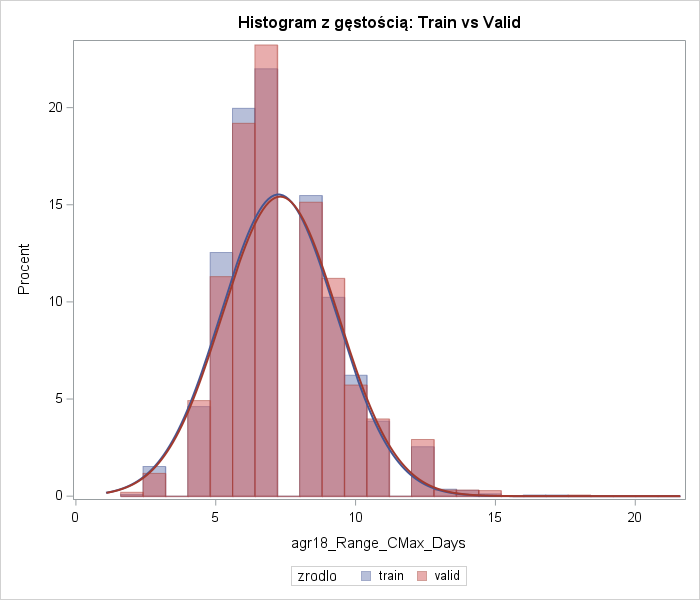 Histogram z gęstością: Train vs Valid
Procent
20
15
10
5
0
0 5 10 15 20
agr18_Range_CMax_Days
zrodlo train valid